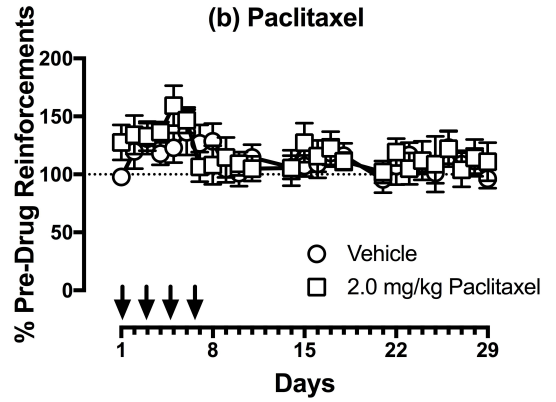 (b) Paclitaxel
% Pre-Drug Reinforcements
200
150
100
50
0
Vehicle
2.0 mg/kg Paclitaxel
1 8 15 22 29
Days